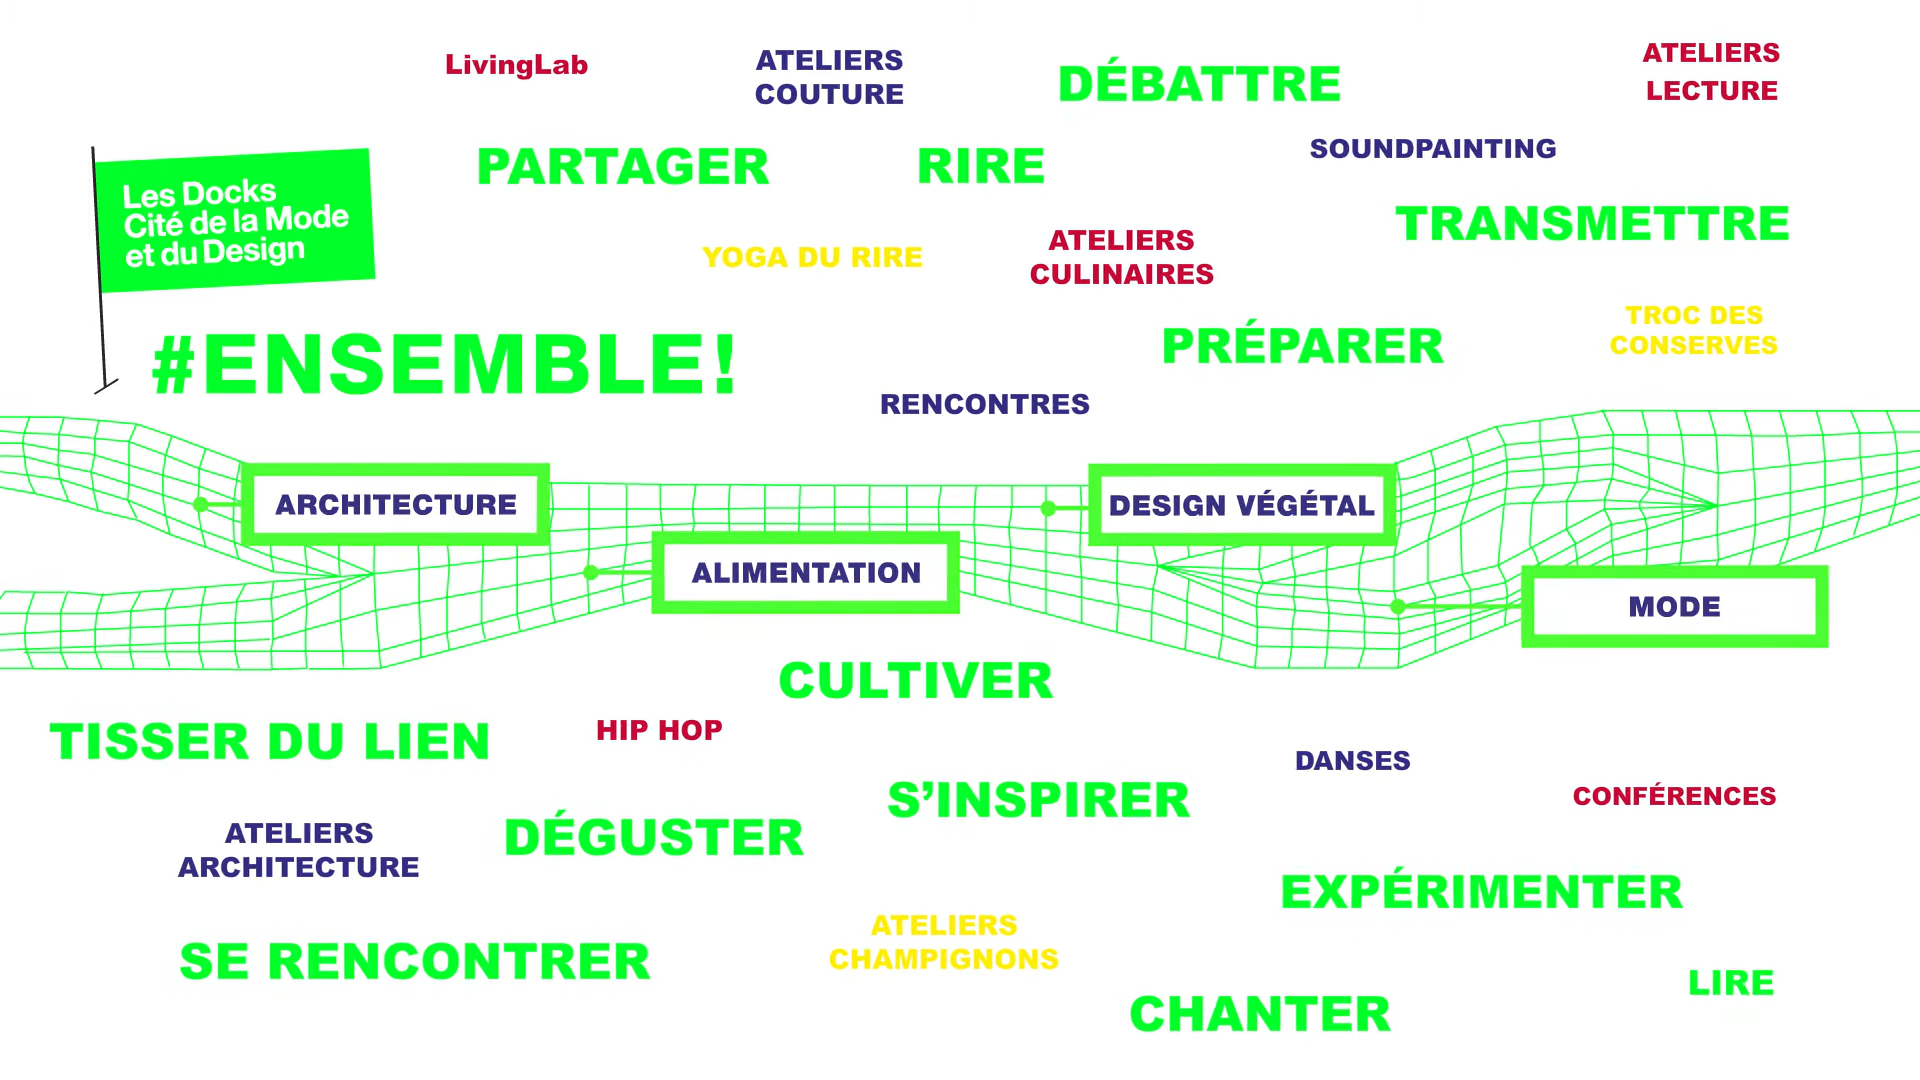 LivingLab
ATELIERS
COUTURE
DÉBATTRE
ATELIERS
LECTURE
PARTAGER
RIRE
SOUNDPAINTING
Les Docks
Cité de la Mode
et du Design
TRANSMETTRE
YOGA DU RIRE
ATELIERS
CULINAIRES
TROC DES
CONSERVES
#ENSEMBLE!
PRÉPARER
RENCONTRES
ARCHITECTURE
DESIGN VÉGÉTAL
ALIMENTATION
MODE
CULTIVER
TISSER DU LIEN
HIP HOP
DANSES
S’INSPIRER
CONFÉRENCES
ATELIERS
ARCHITECTURE
DÉGUSTER
EXPÉRIMENTER
ATELIERS
CHAMPIGNONS
SE RENCONTRER
LIRE
CHANTER